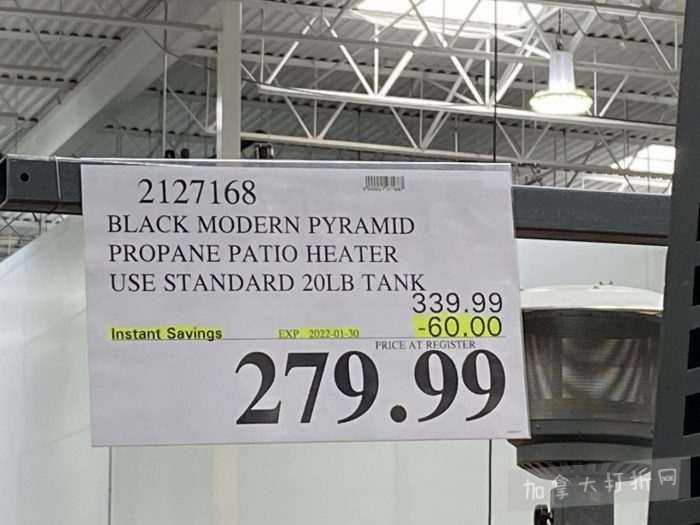 2127168
BLACK MODERN PYRAMID
PROPANE PATIO HEATER
USE STANDARD 20LB TANK
339.99
Instant Savings EXP. 2022-01-30 -60.00
PRICE AT REGISTER
279.99
加拿大打折网